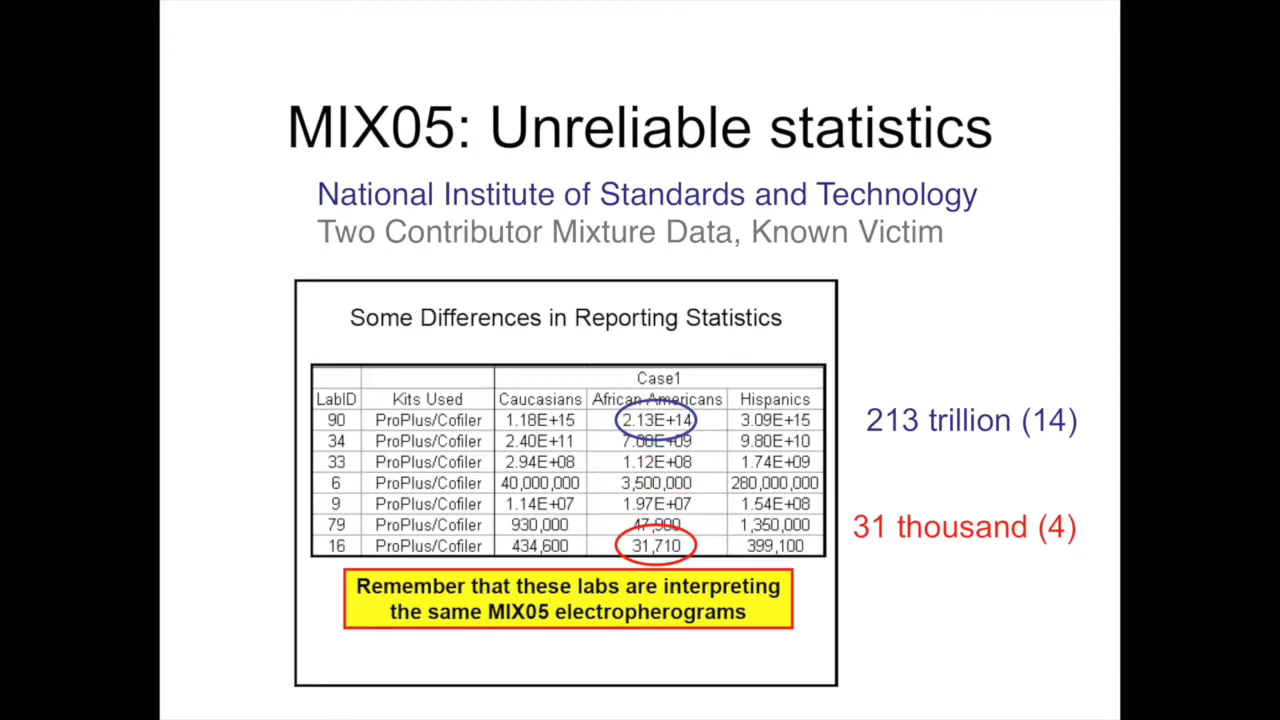 MIX05: Unreliable statistics
National Institute of Standards and Technology
Two Contributor Mixture Data, Known Victim
Some Differences in Reporting Statistics
Case1
LabID Kits Used Caucasians African Americans Hispanics
90 ProPlus/Cofiler 1.18E+15 2.13E+14 3.09E+15
213 trillion (14)
34 ProPlus/Cofiler 2.40E+11 7.08E+09 9.80E+10
33 ProPlus/Cofiler 2.94E+08 1.12E+08 1.74E+09
6 ProPlus/Cofiler 40,000,000 3,500,000 280,000,000
9 ProPlus/Cofiler 1.14E+07 1.97E+07 1.54E+08
79 ProPlus/Cofiler 930,000 47,900 1,350,000
31 thousand (4)
16 ProPlus/Cofiler 434,600 31,710 399,100
Remember that these labs are interpreting
the same MIX05 electropherograms